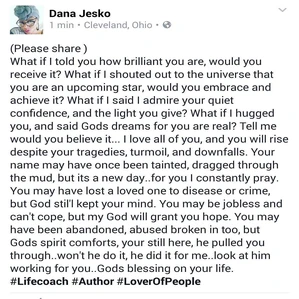 Dana Jesko
1 min • Cleveland, Ohio •
(Please share )
What if I told you how brilliant you are, would you
receive it? What if I shouted out to the universe that
you are an upcoming star, would you embrace and
achieve it? What if I said I admire your quiet
confidence, and the light you give? What if I hugged
you, and said Gods dreams for you are real? Tell me
would you believe it... I love all of you, and you will rise
despite your tragedies, turmoil, and downfalls. Your
name may have once been tainted, dragged through
the mud, but its a new day..for you I constantly pray.
You may have lost a loved one to disease or crime,
but God stil'l kept your mind. You may be jobless and
can't cope, but my God will grant you hope. You may
have been abandoned, abused broken in too, but
Gods spirit comforts, your still here, he pulled you
through..won't he do it, he did it for me..look at him
working for you..Gods blessing on your life.
#Lifecoach #Author #LoverOfPeople